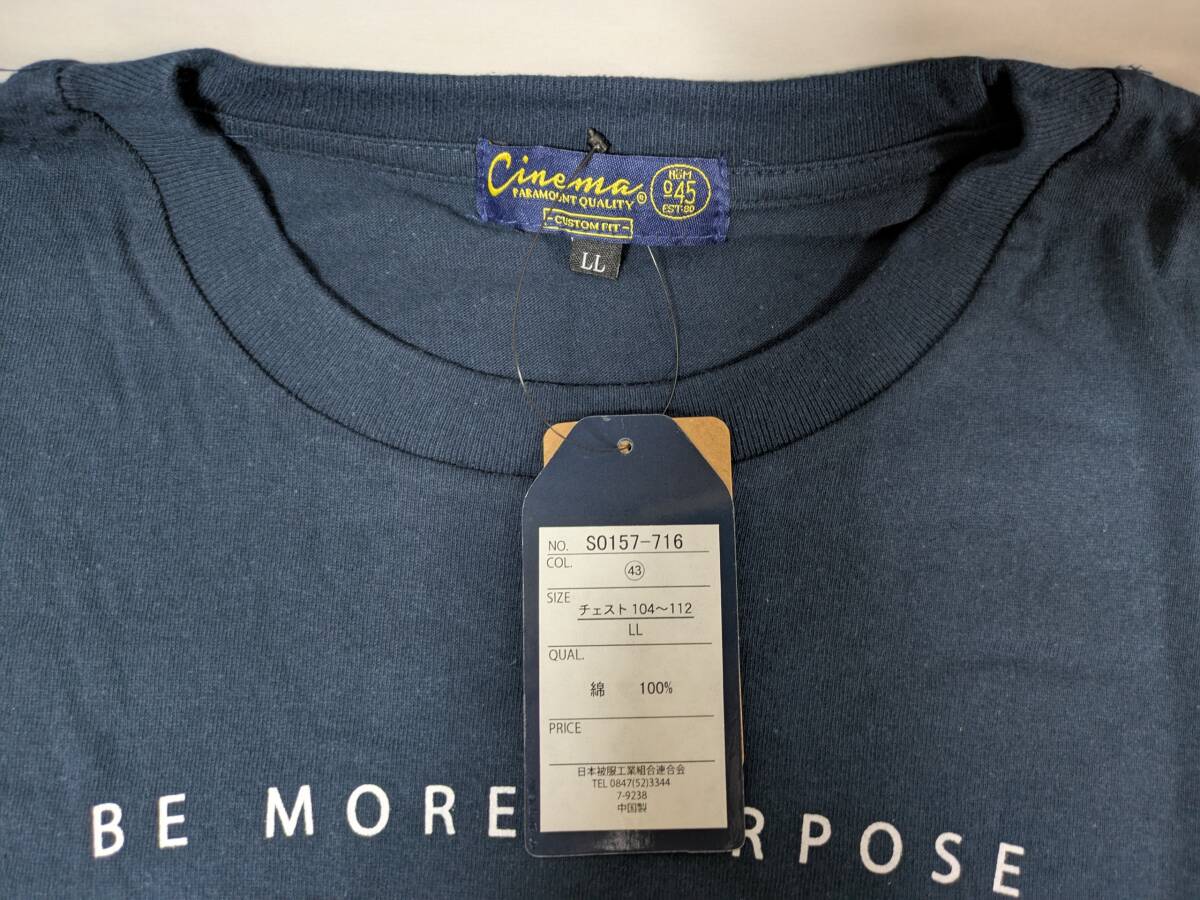 Cinema®
PARAMOUNT QUALITY
- CUSTOM FIT -
NUM
045
EST:80
LL
NO. S0157-716
COL. ㊸
SIZE
チェスト 104～112
LL
QUAL.
綿 100%
PRICE
日本被服工業組合連合会
TEL 0847(52)3344
7-9238
中国製
BE MORE RPOSE